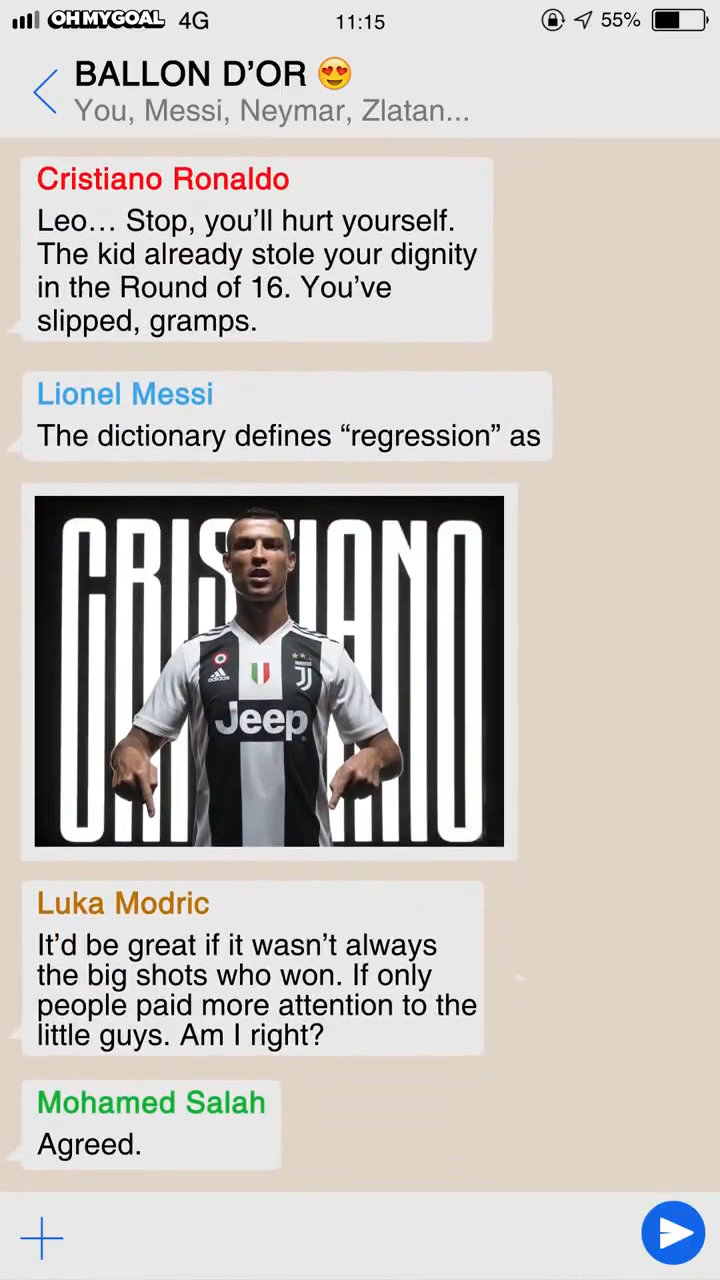 OHMYGOAL 4G 11:15 55%
BALLON D’OR 😍
You, Messi, Neymar, Zlatan...
Cristiano Ronaldo
Leo... Stop, you’ll hurt yourself.
The kid already stole your dignity
in the Round of 16. You’ve
slipped, gramps.
Lionel Messi
The dictionary defines “regression” as
CRISTIANO
adidas
JUVENTUS
J
Jeep
Luka Modric
It’d be great if it wasn’t always
the big shots who won. If only
people paid more attention to the
little guys. Am I right?
Mohamed Salah
Agreed.